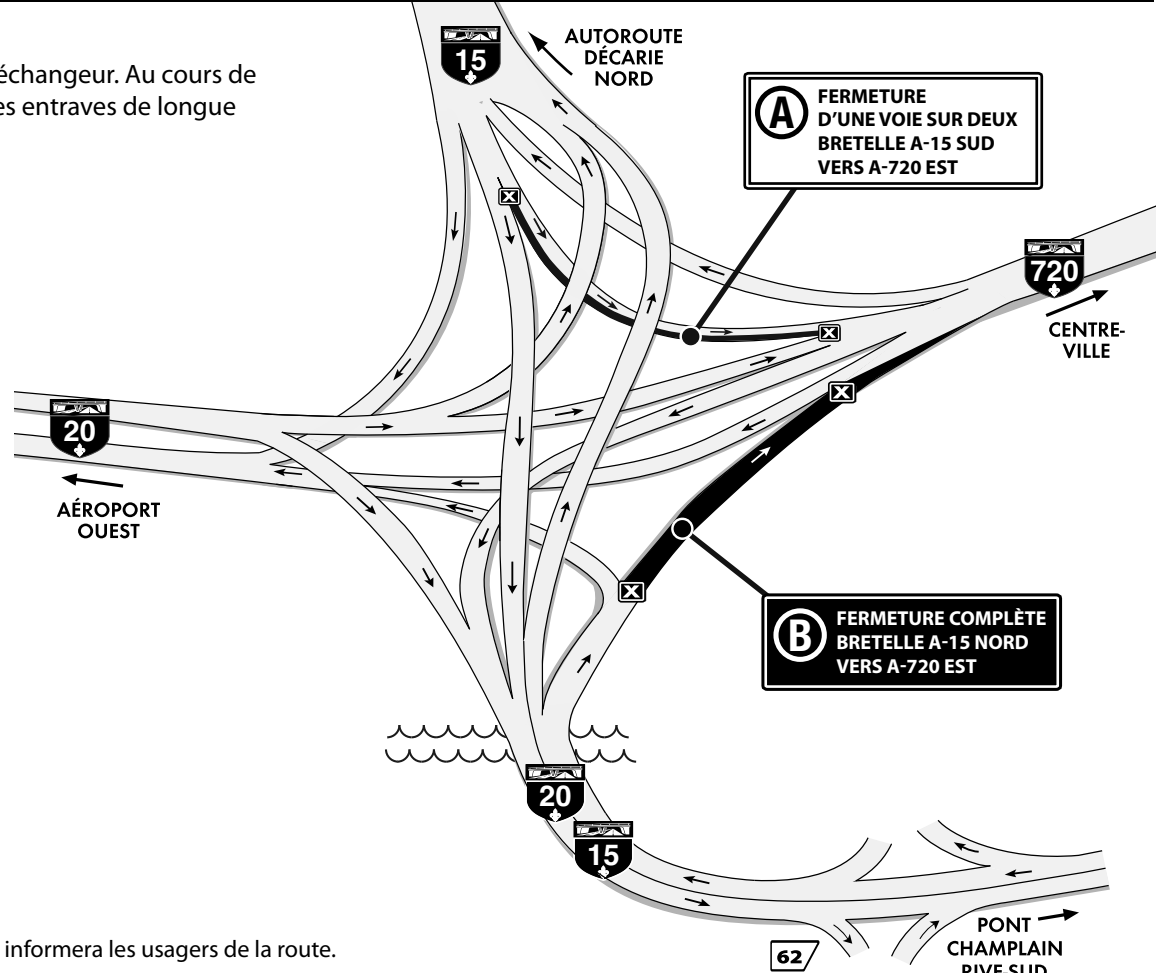 échangeur. Au cours de
es entraves de longue
15
AUTOROUTE
DÉCARIE
NORD
A
FERMETURE
D'UNE VOIE SUR DEUX
BRETELLE A-15 SUD
VERS A-720 EST
720
CENTRE-
VILLE
20
AÉROPORT
OUEST
B
FERMETURE COMPLÈTE
BRETELLE A-15 NORD
VERS A-720 EST
20
15
62
PONT
CHAMPLAIN
RIVE-SUD
informera les usagers de la route.